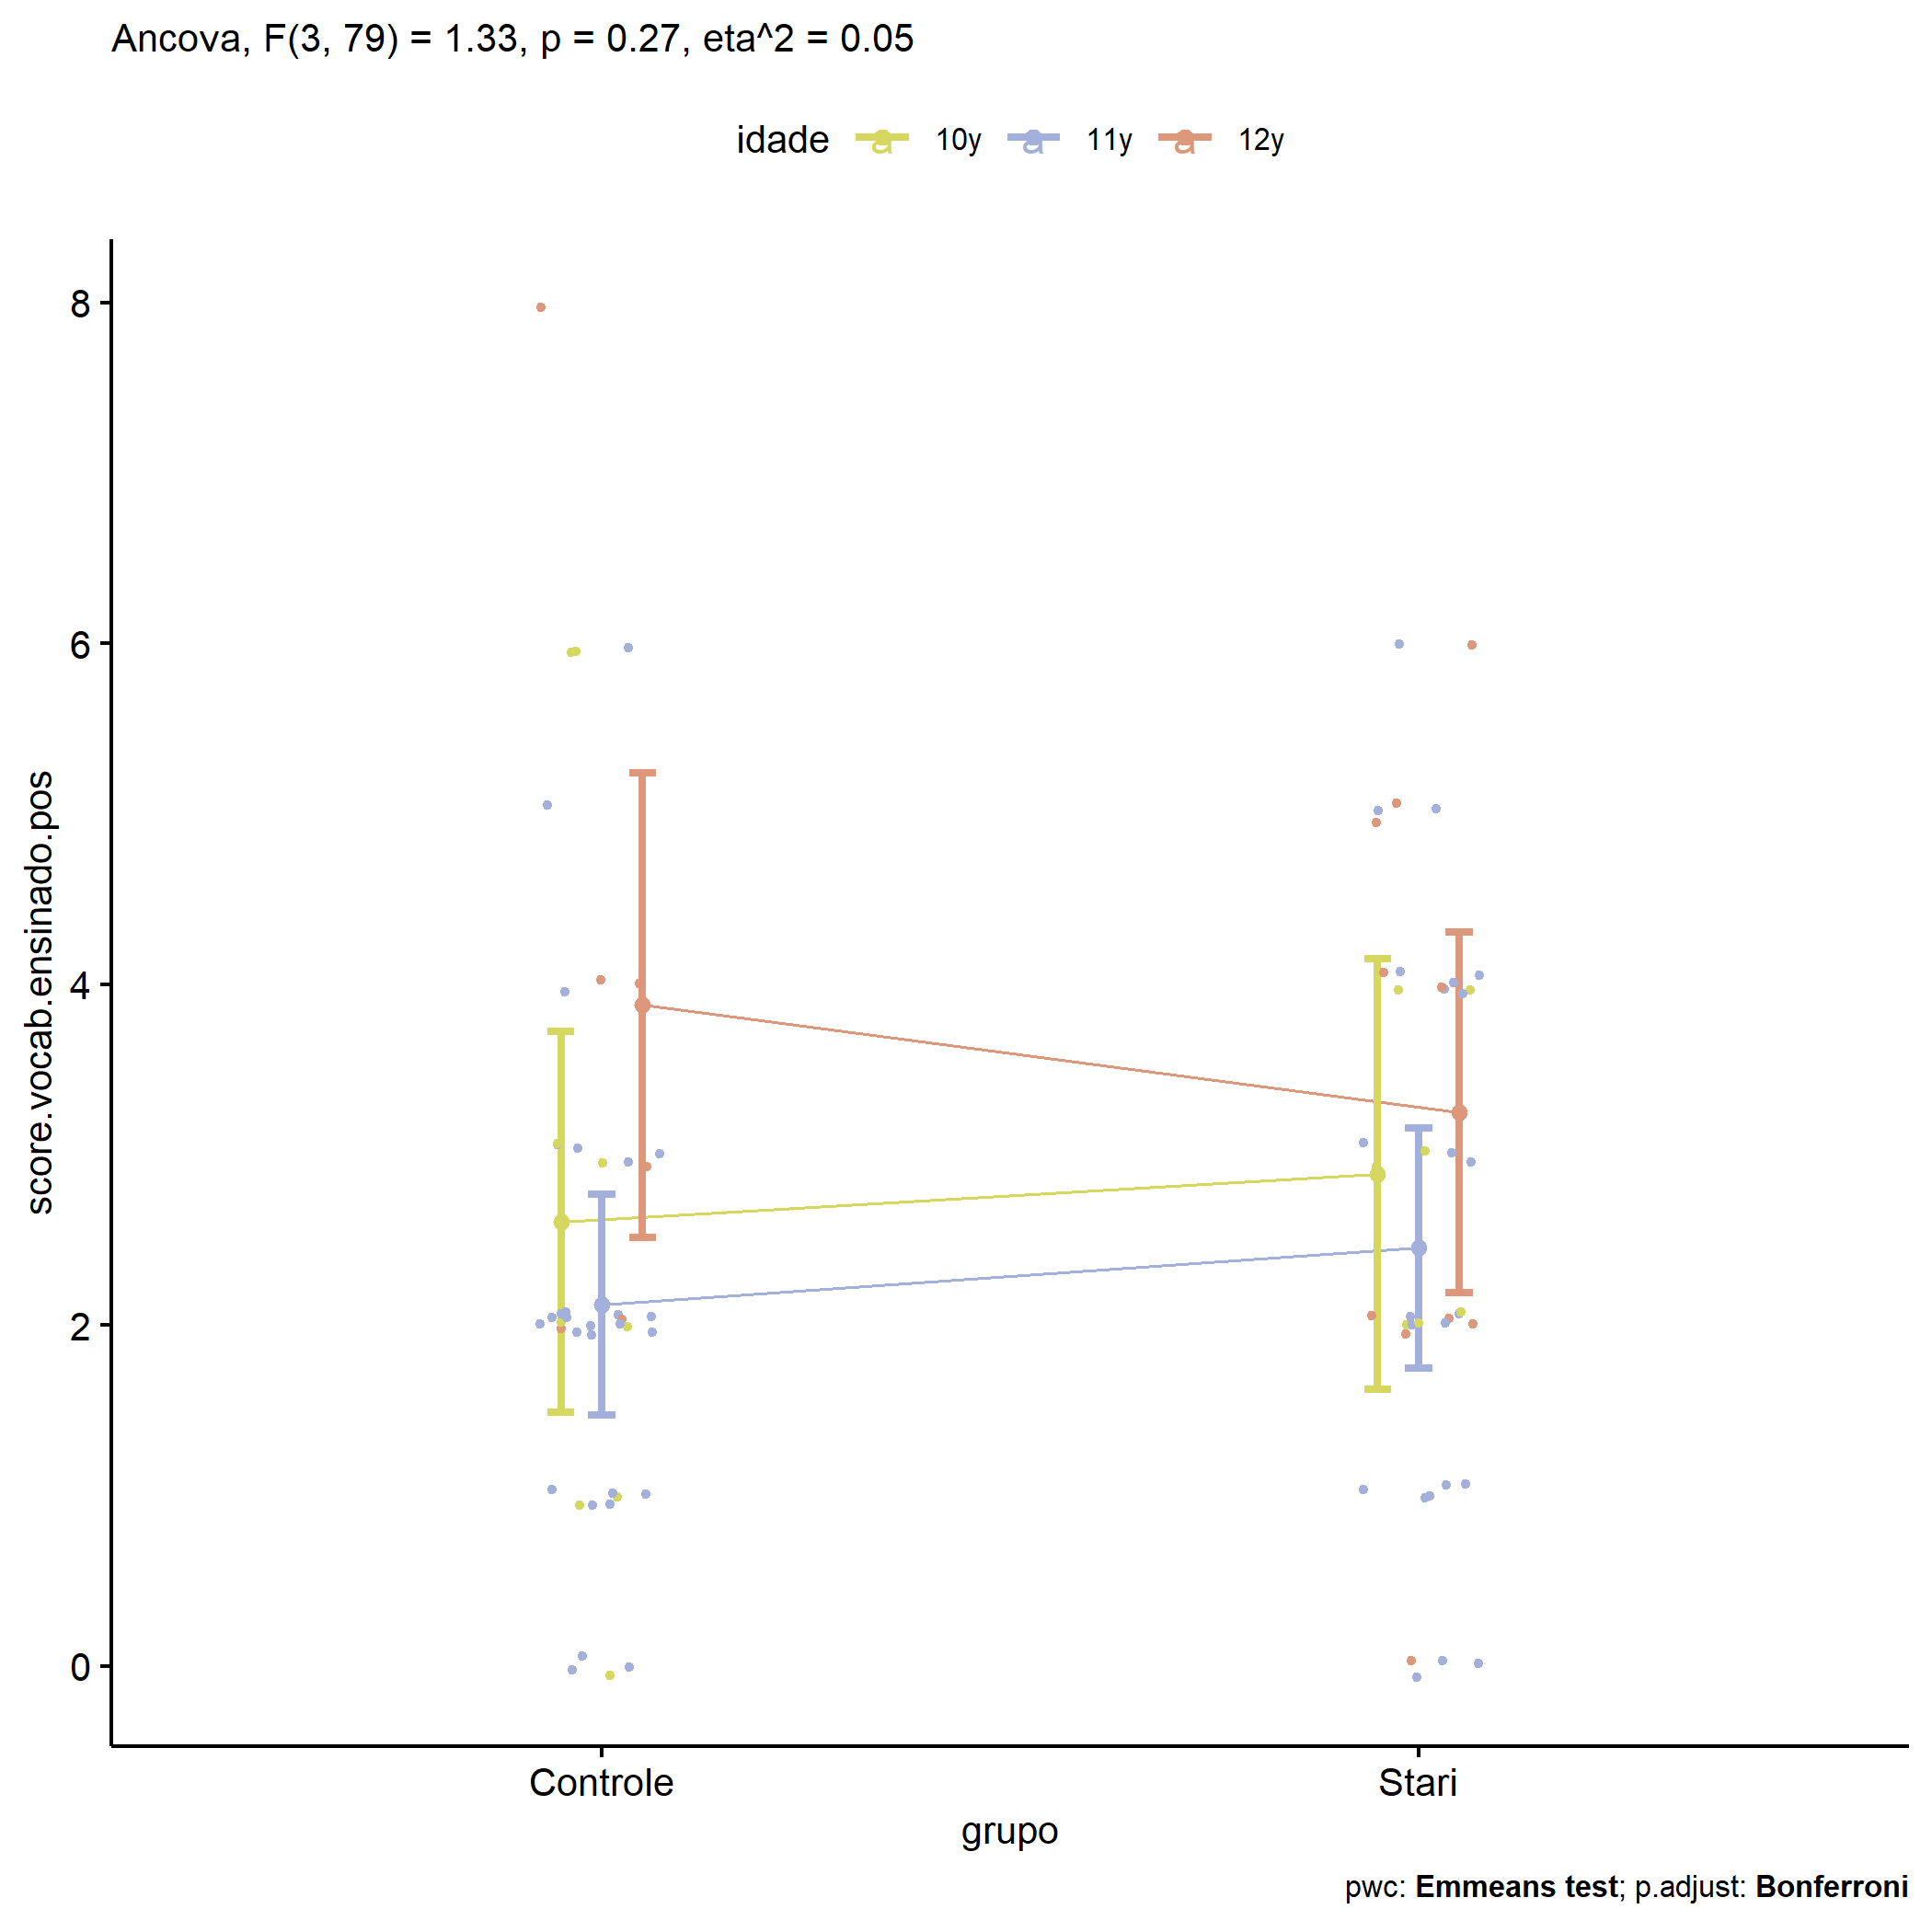 Ancova, F(3, 79) = 1.33, p = 0.27, eta^2 = 0.05
idade a 10y a 11y a 12y
score.vocab.ensinado.pos
8
6
4
2
0
Controle Stari
grupo
pwc: Emmeans test; p.adjust: Bonferroni